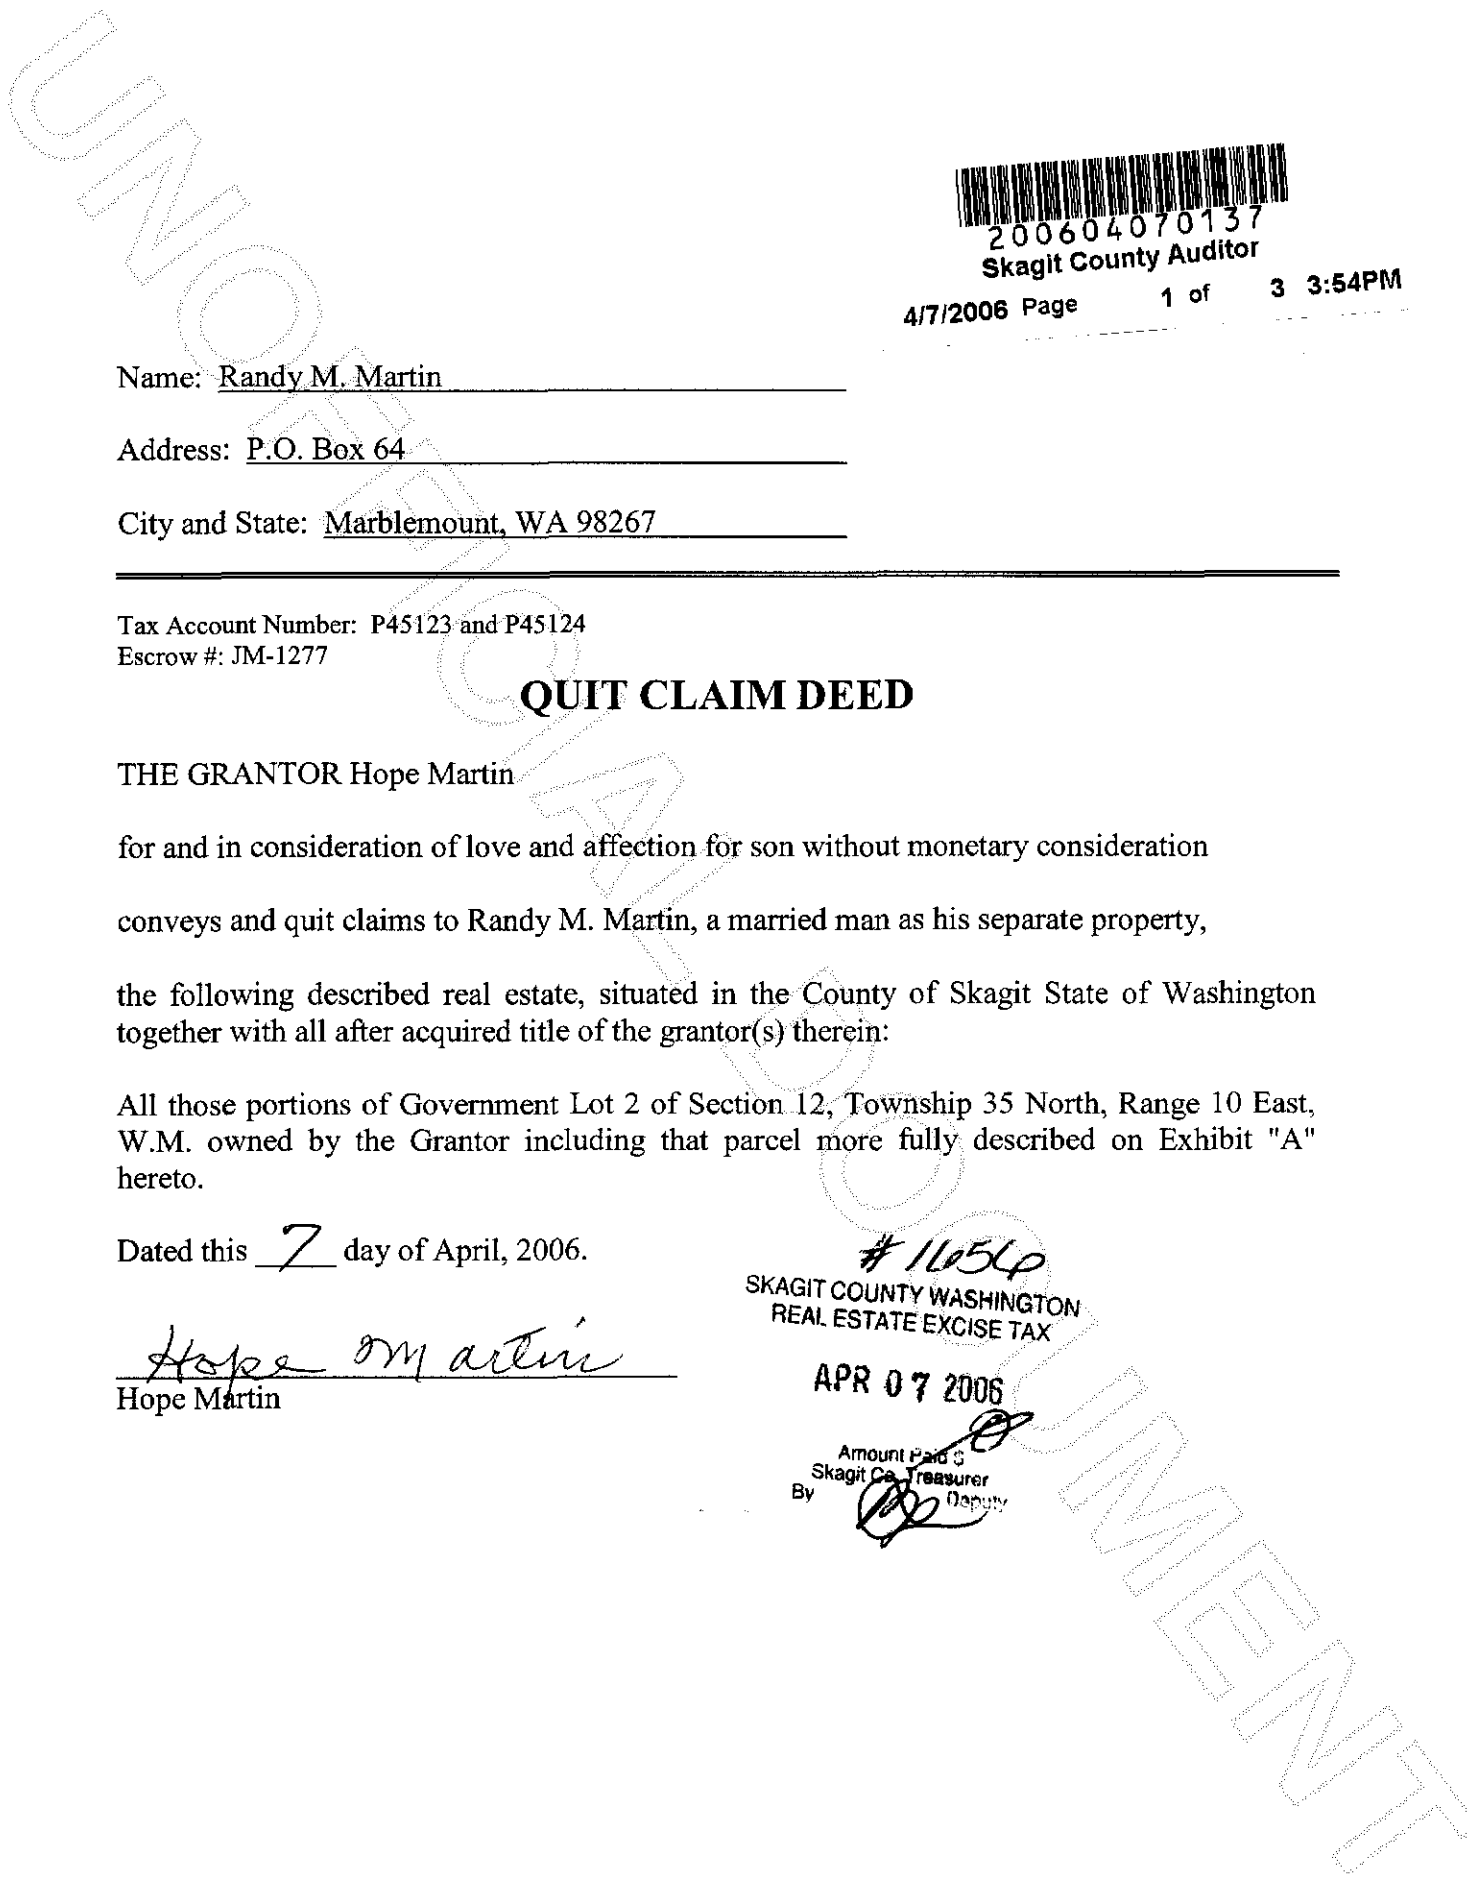 UNOFFICIAL DOCUMENT
200604070137
Skagit County Auditor
4/7/2006 Page 1 of 3 3:54PM
Name: Randy M. Martin
Address: P.O. Box 64
City and State: Marblemount, WA 98267
Tax Account Number: P45123 and P45124
Escrow #: JM-1277
QUIT CLAIM DEED
THE GRANTOR Hope Martin
for and in consideration of love and affection for son without monetary consideration
conveys and quit claims to Randy M. Martin, a married man as his separate property,
the following described real estate, situated in the County of Skagit State of Washington
together with all after acquired title of the grantor(s) therein:
All those portions of Government Lot 2 of Section 12, Township 35 North, Range 10 East,
W.M. owned by the Grantor including that parcel more fully described on Exhibit "A"
hereto.
Dated this 7 day of April, 2006.
# 1656
SKAGIT COUNTY WASHINGTON
REAL ESTATE EXCISE TAX
Hope Martin
Hope Martin
APR 07 2006
Amount Paid $
Skagit Co. Treasurer
By Deputy